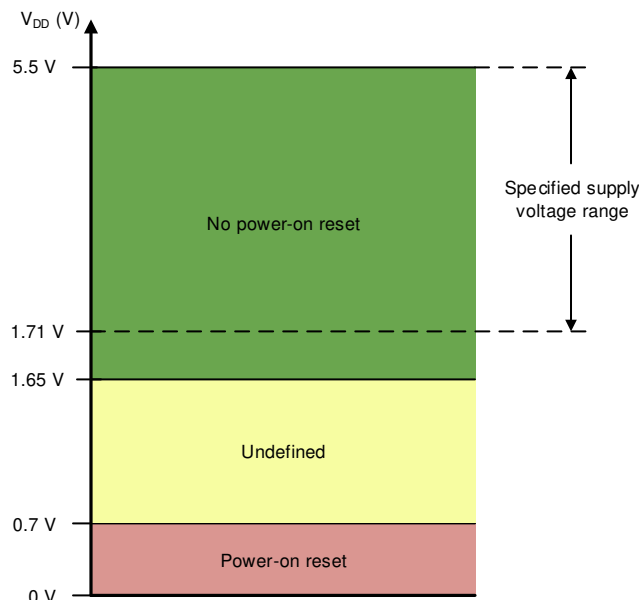 V_DD (V)
5.5 V
Specified supply
voltage range
No power-on reset
1.71 V
1.65 V
Undefined
0.7 V
Power-on reset
0 V